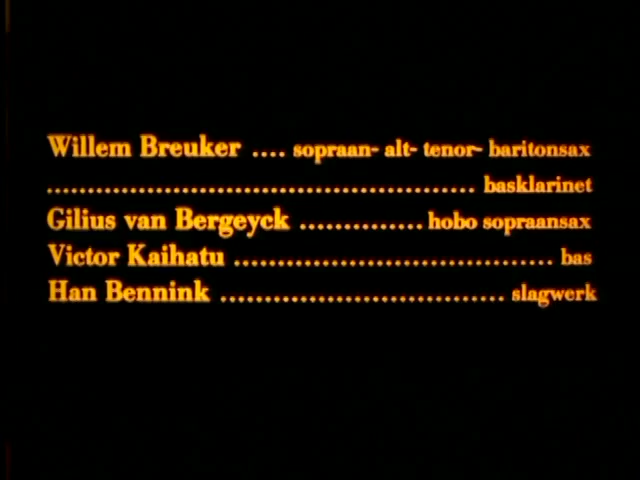 Willem Breuker .... sopraan- alt- tenor- baritonsax
................................................ basklarinet
Gilius van Bergeyck .............. hobo sopraansax
Victor Kaihatu .................................... bas
Han Bennink ................................ slagwerk